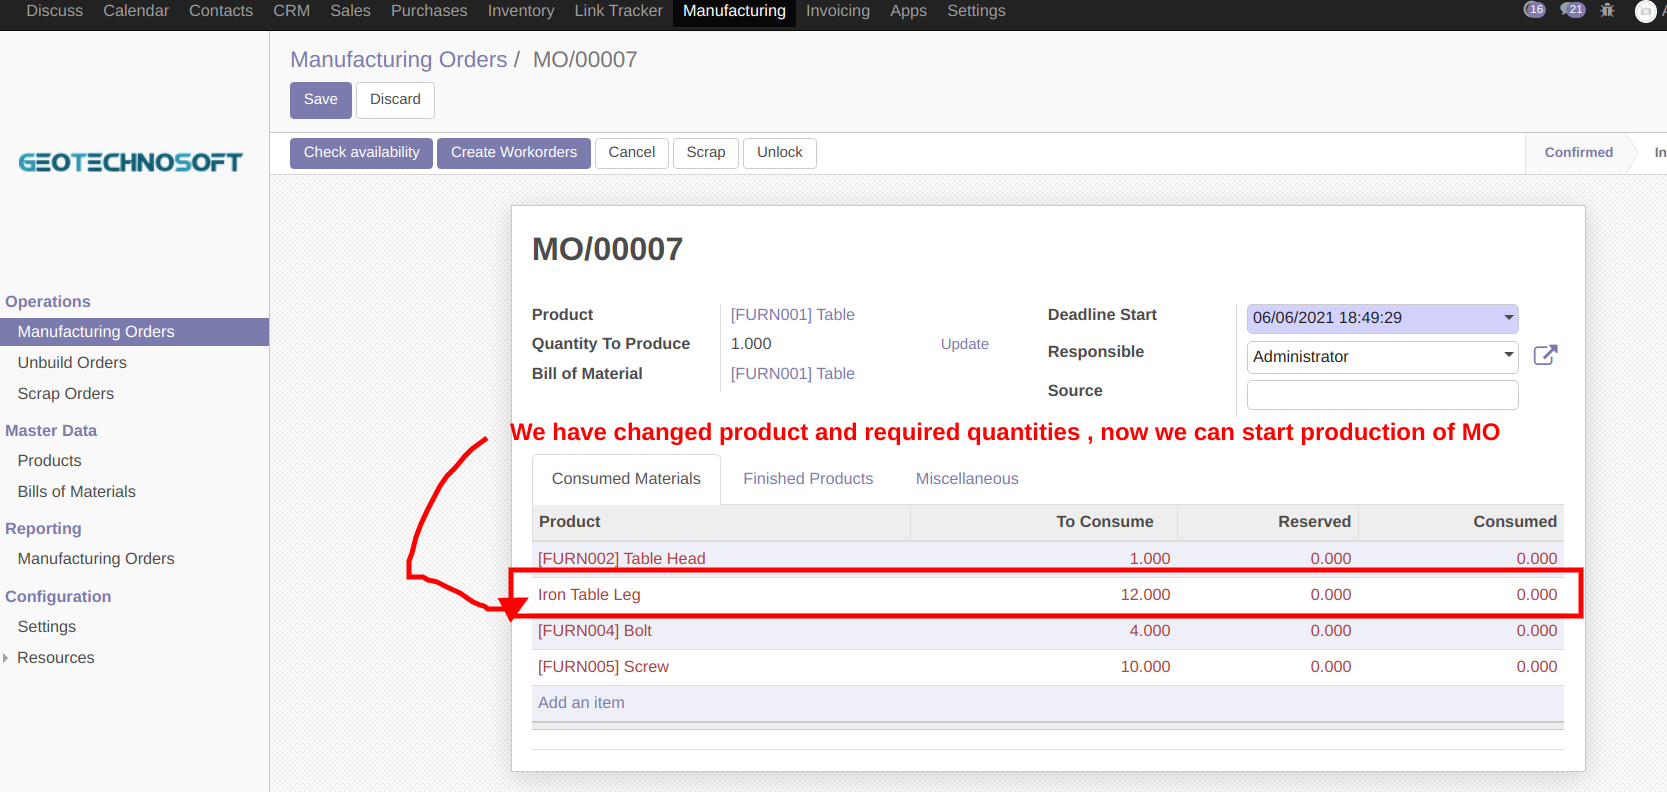 Discuss Calendar Contacts CRM Sales Purchases Inventory Link Tracker Manufacturing Invoicing Apps Settings 16 21
Manufacturing Orders / MO/00007
Save Discard
GEOTECHNOSOFT
Check availability Create Workorders Cancel Scrap Unlock Confirmed In
Operations
Manufacturing Orders
Unbuild Orders
Scrap Orders
Master Data
Products
Bills of Materials
Reporting
Manufacturing Orders
Configuration
Settings
Resources
MO/00007
Product [FURN001] Table
Quantity To Produce 1.000 Update
Bill of Material [FURN001] Table
Deadline Start 06/06/2021 18:49:29
Responsible Administrator
Source
We have changed product and required quantities , now we can start production of MO
Consumed Materials Finished Products Miscellaneous
Product To Consume Reserved Consumed
[FURN002] Table Head 1.000 0.000 0.000
Iron Table Leg 12.000 0.000 0.000
[FURN004] Bolt 4.000 0.000 0.000
[FURN005] Screw 10.000 0.000 0.000
Add an item